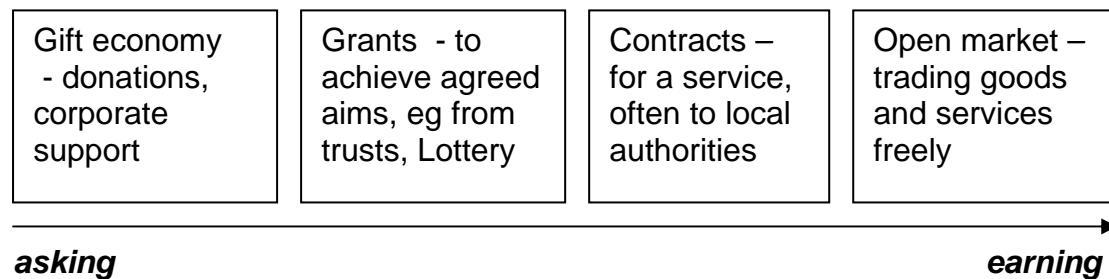 Gift economy
- donations,
corporate
support
Grants - to
achieve agreed
aims, eg from
trusts, Lottery
Contracts –
for a service,
often to local
authorities
Open market –
trading goods
and services
freely
asking
earning